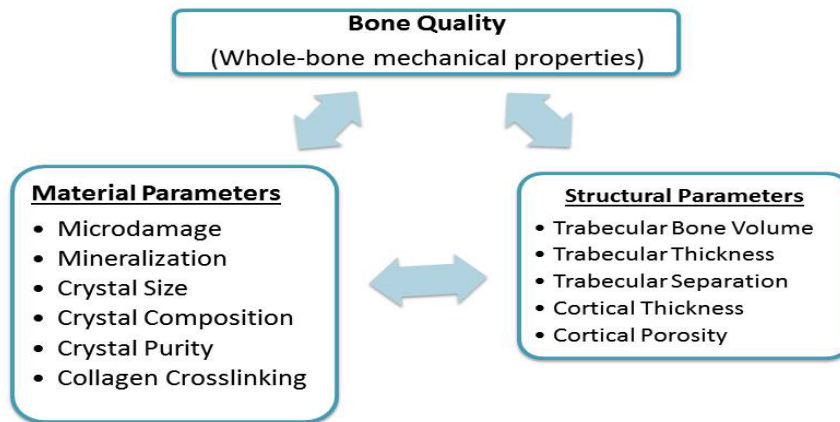 Bone Quality
(Whole-bone mechanical properties)
Material Parameters
• Microdamage
• Mineralization
• Crystal Size
• Crystal Composition
• Crystal Purity
• Collagen Crosslinking
Structural Parameters
• Trabecular Bone Volume
• Trabecular Thickness
• Trabecular Separation
• Cortical Thickness
• Cortical Porosity